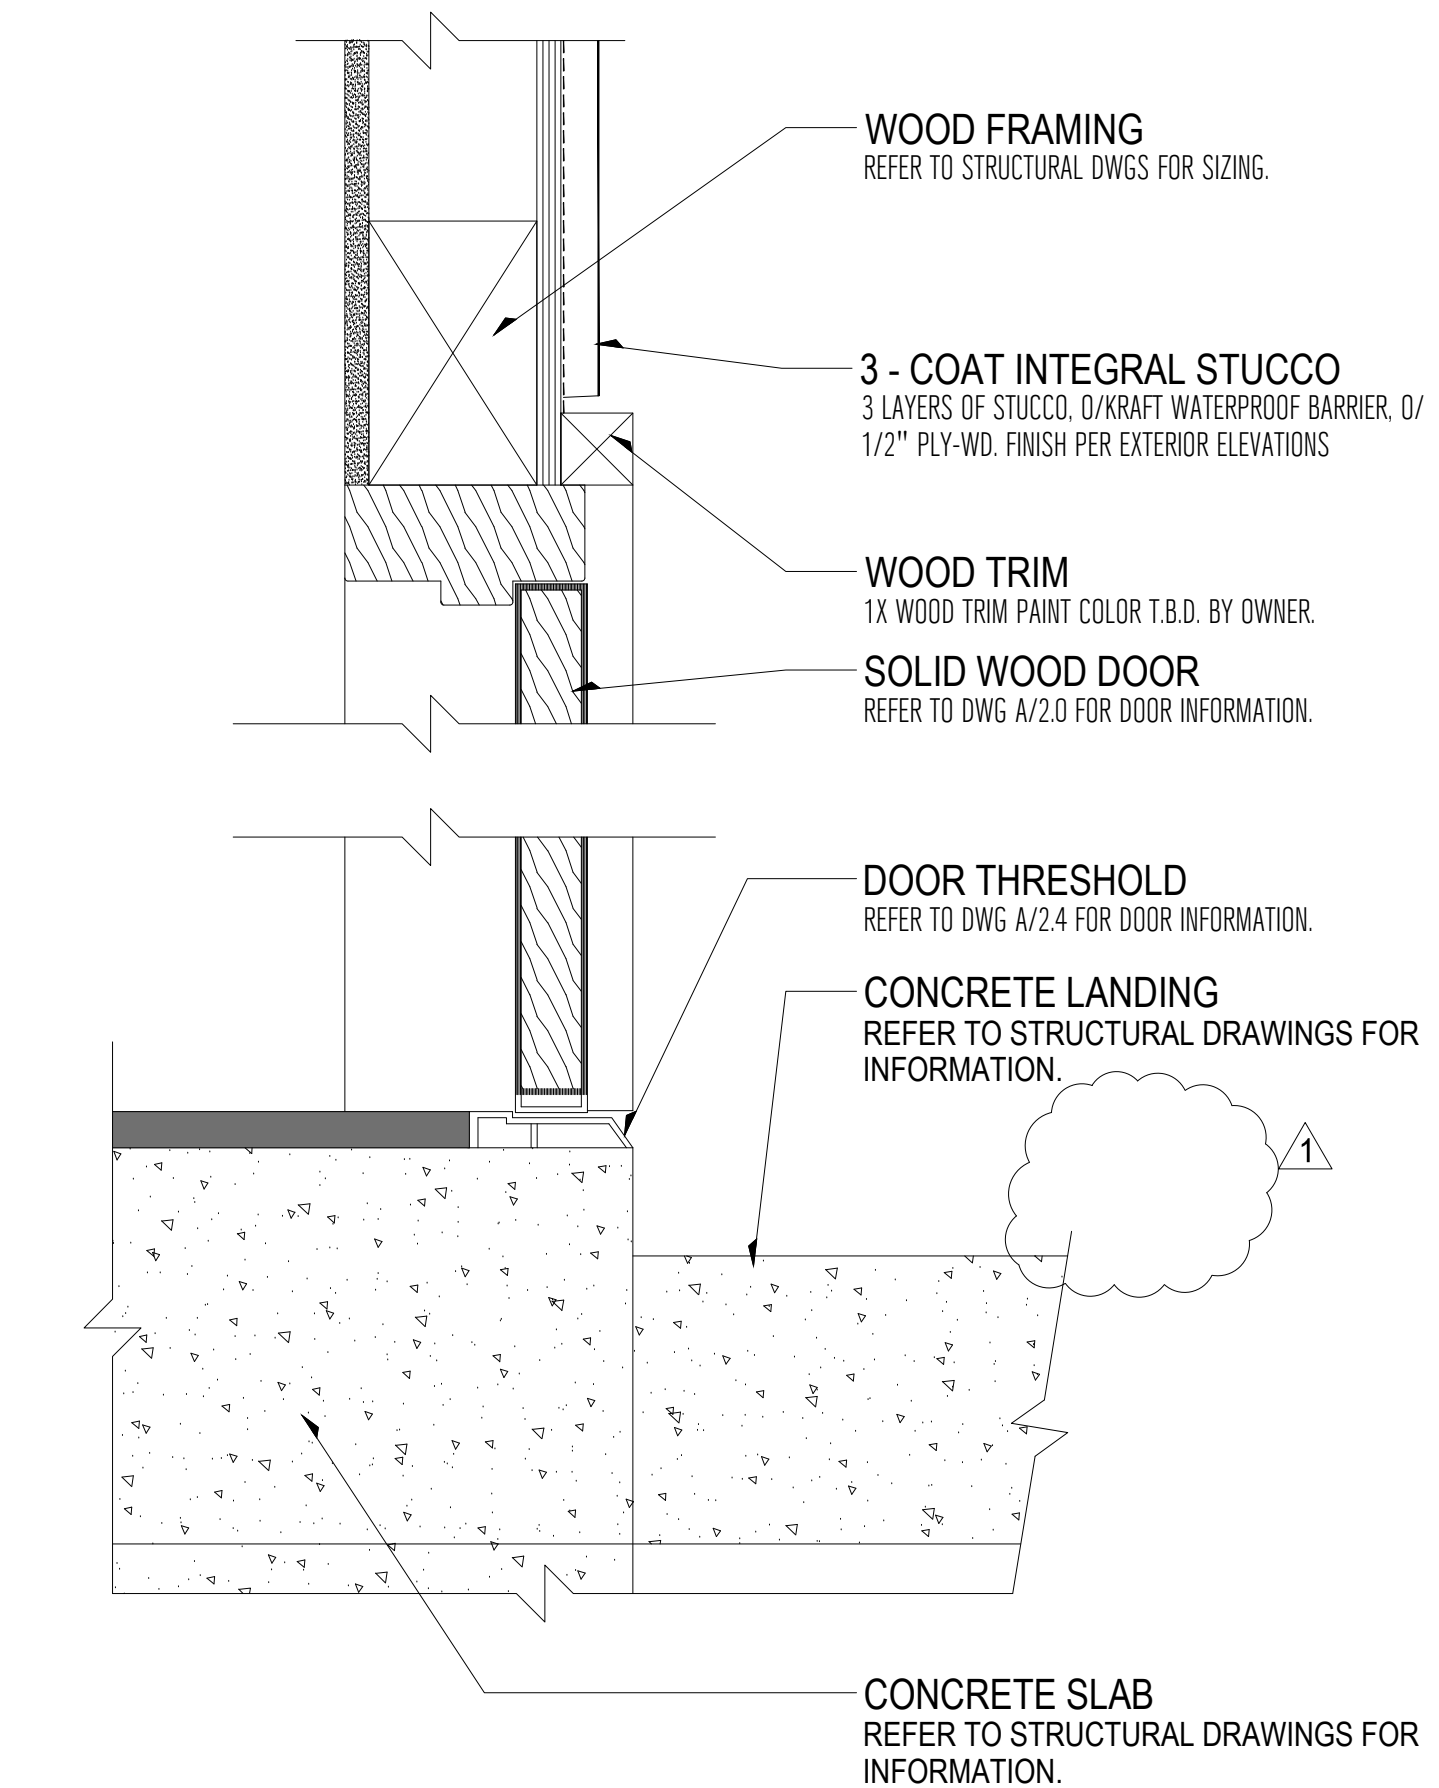 WOOD FRAMING
REFER TO STRUCTURAL DWGS FOR SIZING.
3 - COAT INTEGRAL STUCCO
3 LAYERS OF STUCCO, O/KRAFT WATERPROOF BARRIER, O/
1/2" PLY-WD. FINISH PER EXTERIOR ELEVATIONS
WOOD TRIM
1X WOOD TRIM PAINT COLOR T.B.D. BY OWNER.
SOLID WOOD DOOR
REFER TO DWG A/2.0 FOR DOOR INFORMATION.
DOOR THRESHOLD
REFER TO DWG A/2.4 FOR DOOR INFORMATION.
CONCRETE LANDING
REFER TO STRUCTURAL DRAWINGS FOR
INFORMATION.
1
CONCRETE SLAB
REFER TO STRUCTURAL DRAWINGS FOR
INFORMATION.